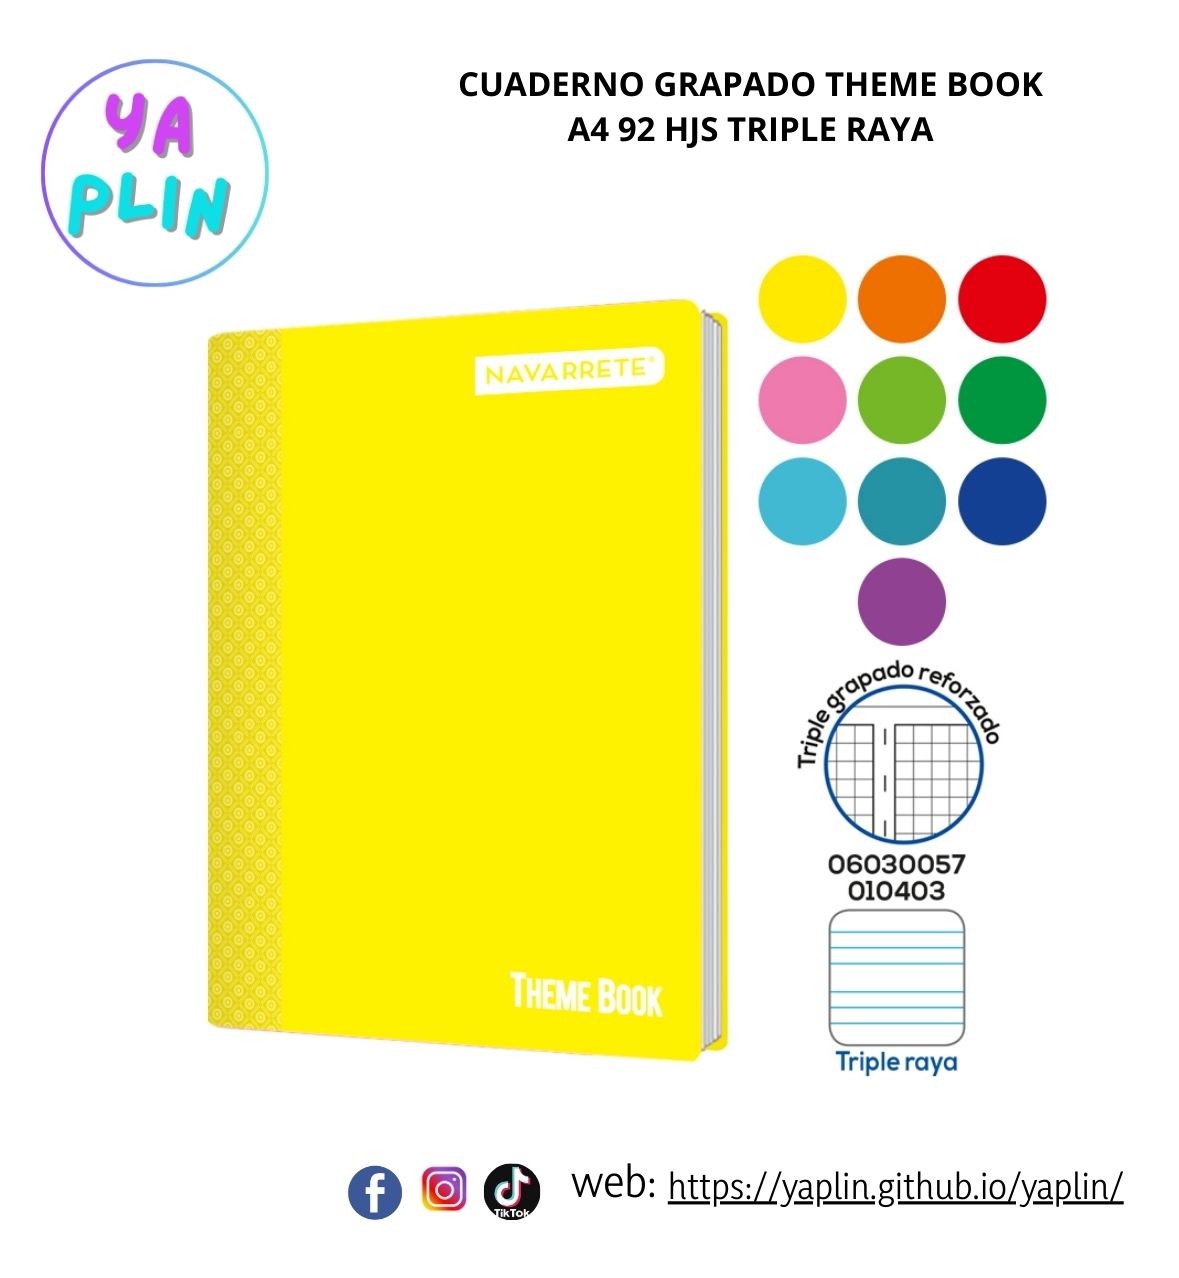 YA
PLIN
CUADERNO GRAPADO THEME BOOK
A4 92 HJS TRIPLE RAYA
NAVARRETE®
THEME BOOK
Triple grapado reforzado
06030057
010403
Triple raya
TikTok
web: https://yaplin.github.io/yaplin/